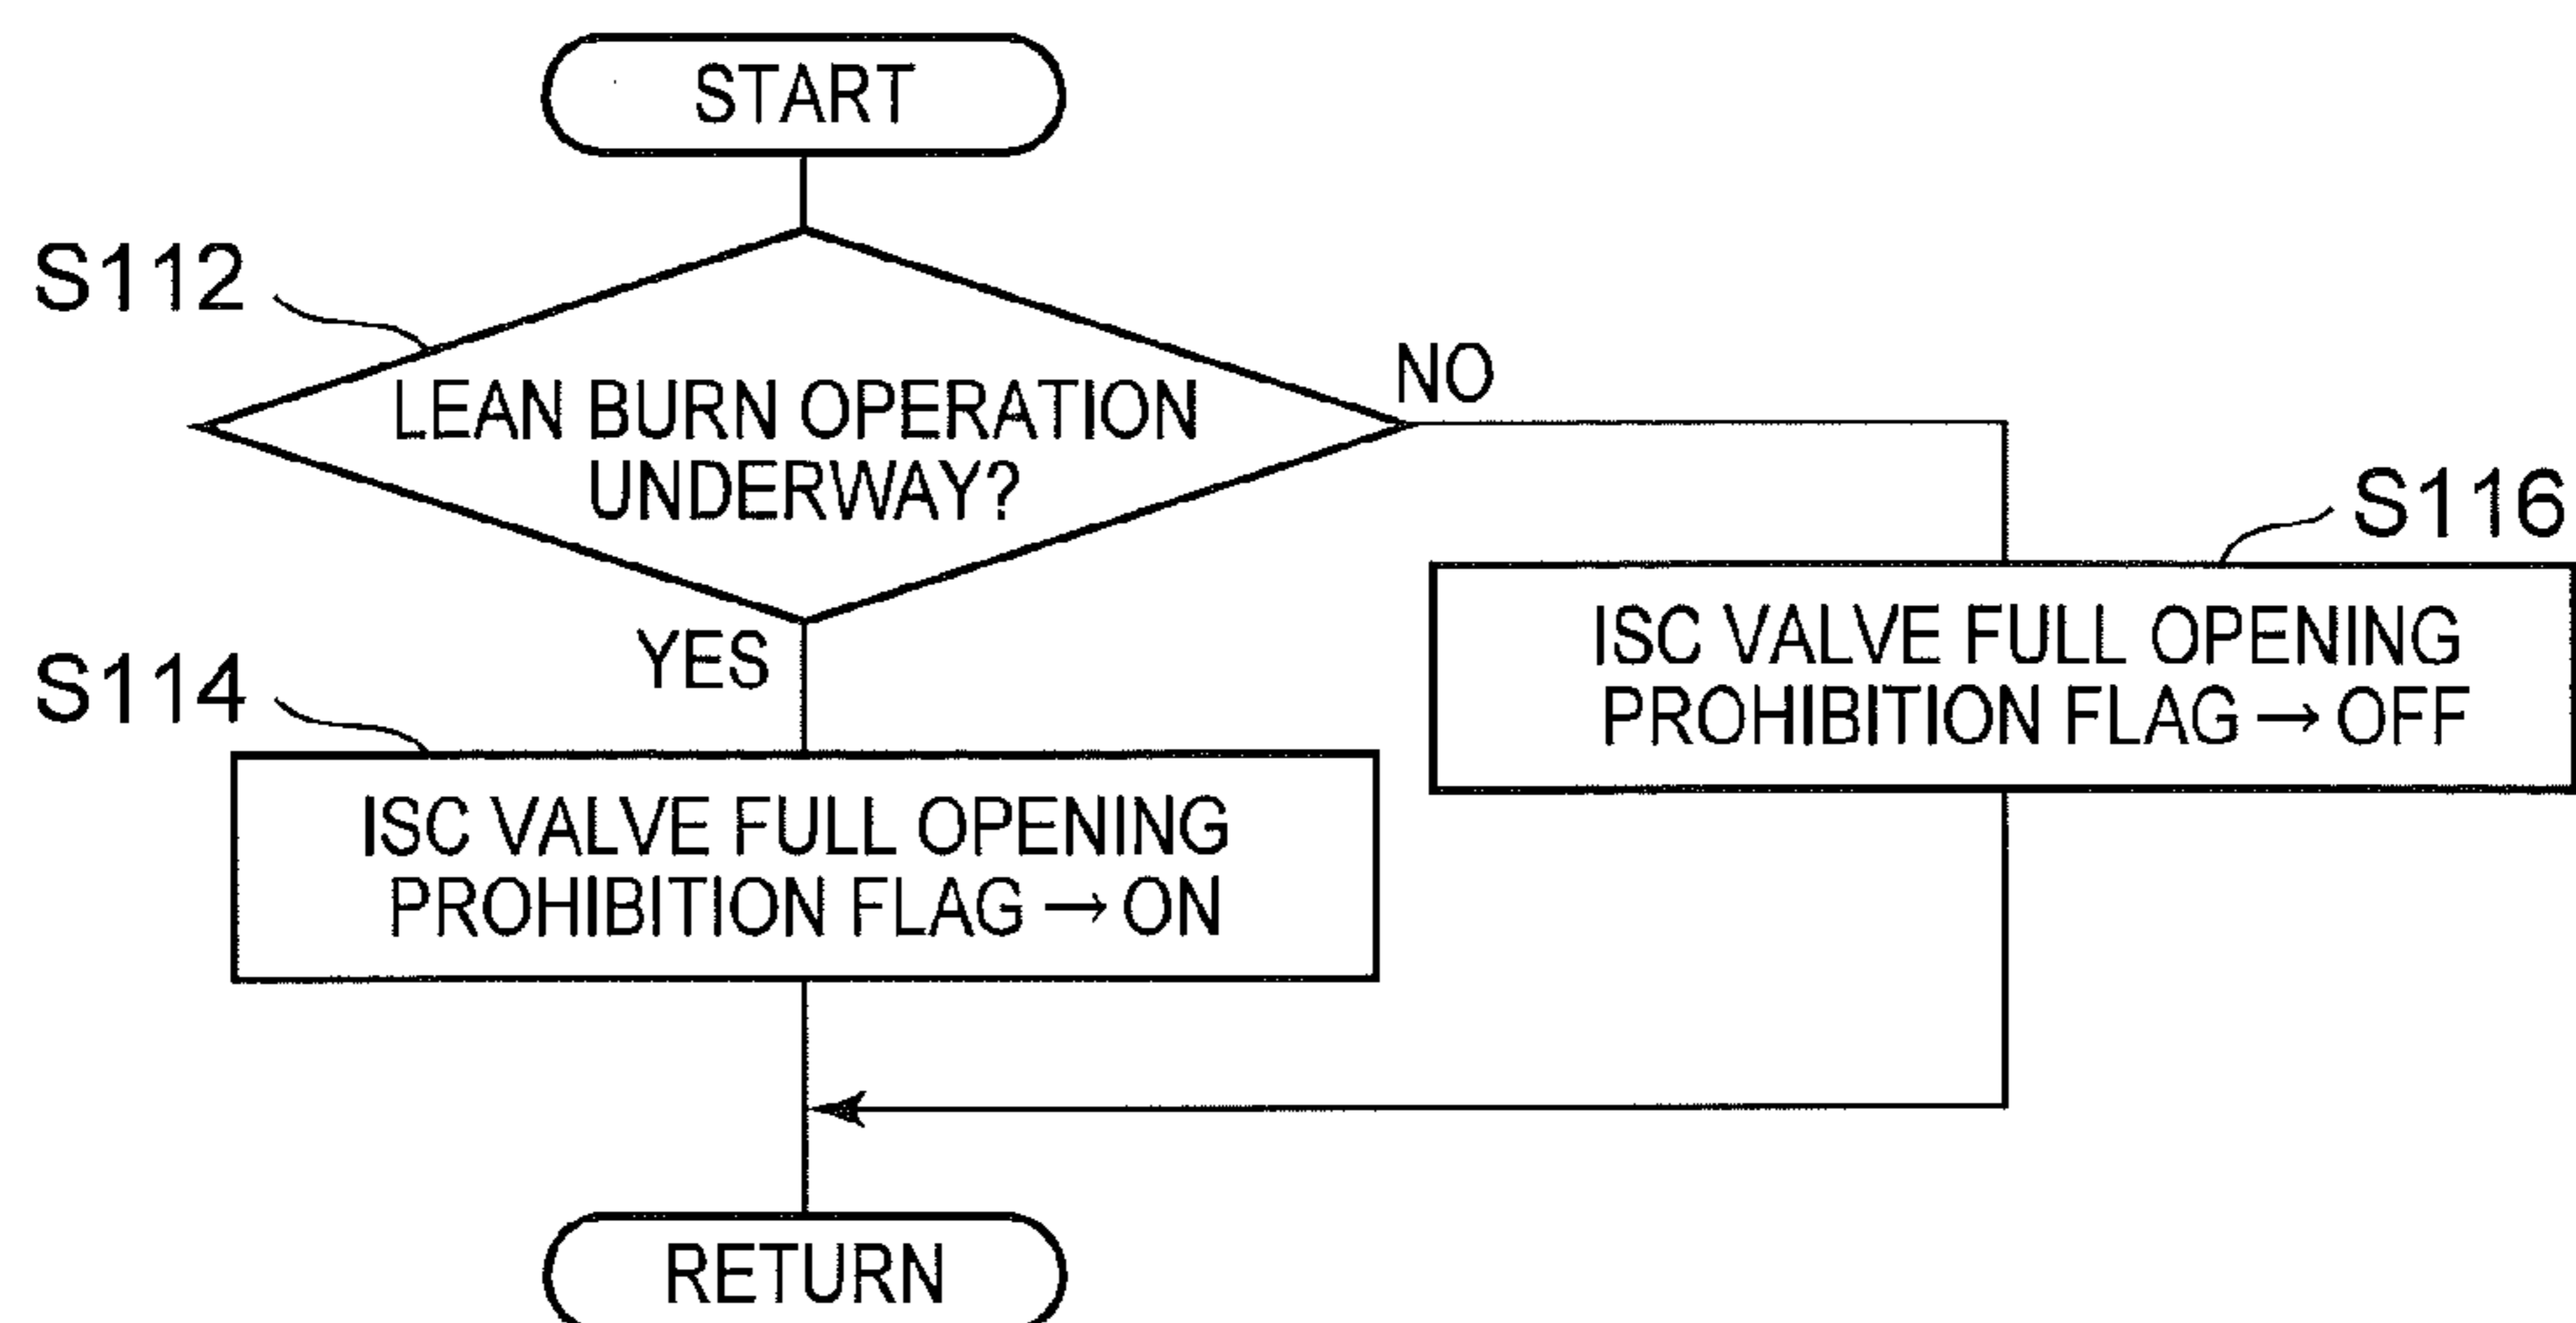 START
S112
LEAN BURN OPERATION
UNDERWAY?
NO
YES
S116
ISC VALVE FULL OPENING
PROHIBITION FLAG → OFF
S114
ISC VALVE FULL OPENING
PROHIBITION FLAG → ON
RETURN